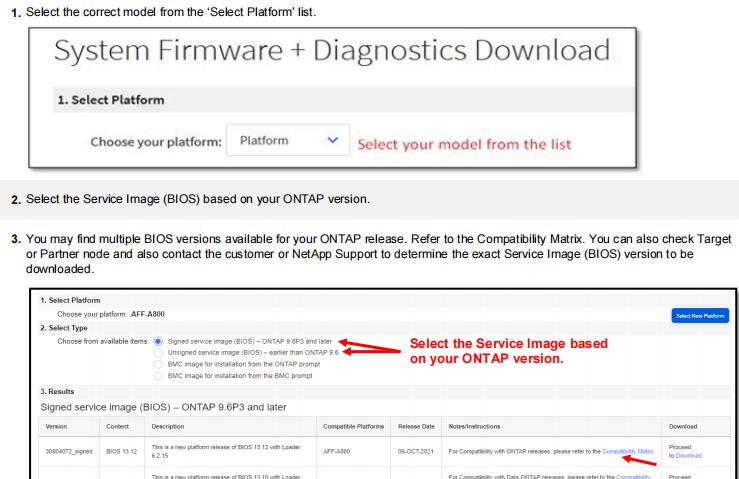 1. Select the correct model from the ‘Select Platform’ list.
System Firmware + Diagnostics Download
1. Select Platform
Choose your platform: Platform Select your model from the list
2. Select the Service Image (BIOS) based on your ONTAP version.
3. You may find multiple BIOS versions available for your ONTAP release. Refer to the Compatibility Matrix. You can also check Target
or Partner node and also contact the customer or NetApp Support to determine the exact Service Image (BIOS) version to be
downloaded.
1. Select Platform
Choose your platform: AFF-A800 Select New Platform
2. Select Type
Choose from available items: Signed service image (BIOS) – ONTAP 9.6P3 and later
Unsigned service image (BIOS) – earlier than ONTAP 9.6
BMC image for installation from the ONTAP prompt
BMC image for installation from the BMC prompt
Select the Service Image based
on your ONTAP version.
3. Results
Signed service image (BIOS) – ONTAP 9.6P3 and later
Version Content Description Compatible Platforms Release Date Notes/Instructions Download
30804072_signed BIOS 13.12 This is a new platform release of BIOS 13.12 with Loader
6.2.15 AFF-A800 06-OCT-2021 For Compatibility with ONTAP releases, please refer to the Compatibility Matrix Proceed
to Download
This is a new platform release of BIOS 13.10 with Loader For Compatibility with Data ONTAP releases, please refer to the Compatibility Proceed